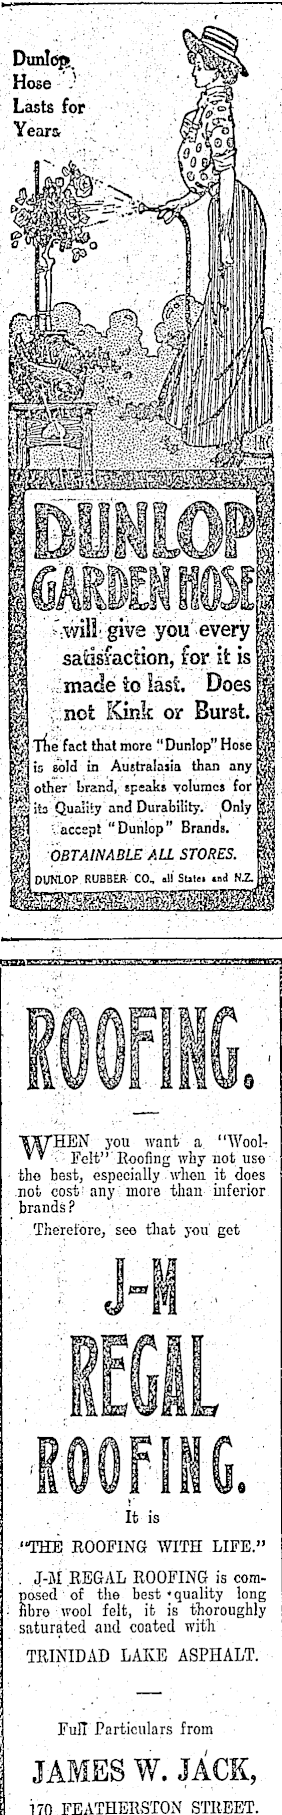 Dunlop
Hose
Lasts for
Years
DUNLOP
GARDEN HOSE
will give you every
satisfaction, for it is
made to last. Does
not Kink or Burst.
The fact that more "Dunlop" Hose
is sold in Australasia than any
other brand, speaks volumes for
its Quality and Durability. Only
accept "Dunlop" Brands.
OBTAINABLE ALL STORES.
DUNLOP RUBBER CO., all States and N.Z.
ROOFING.
WHEN you want a "Wool-
Felt" Roofing why not use
the best, especially when it does
not cost any more than inferior
brands?
Therefore, see that you get
J-M
REGAL
ROOFING.
It is
"THE ROOFING WITH LIFE."
J-M REGAL ROOFING is com-
posed of the best quality long
fibre wool felt, it is thoroughly
saturated and coated with
TRINIDAD LAKE ASPHALT.
Full Particulars from
JAMES W. JACK,
170 FEATHERSTON STREET.